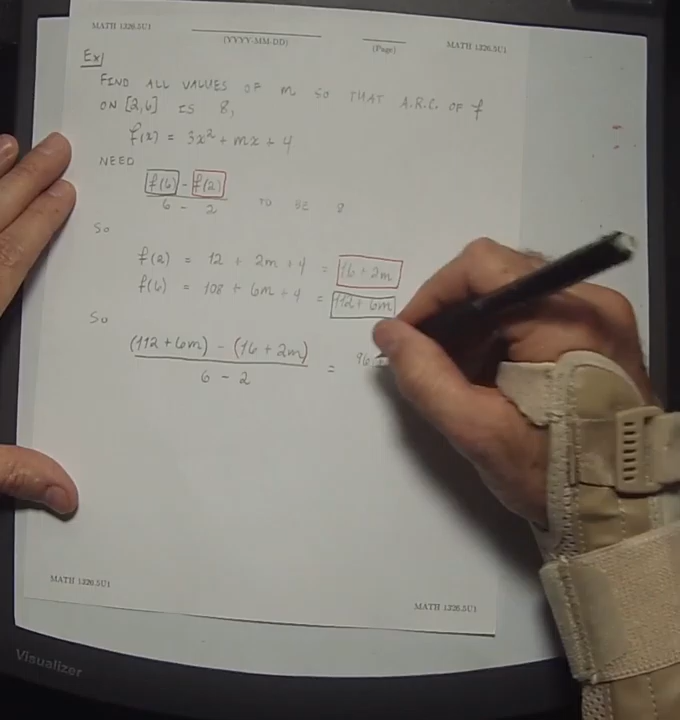 MATH 1326.5U1
(YYYY-MM-DD)
(Page)
MATH 1326.5U1
Ex)
FIND ALL VALUES OF m SO THAT A.R.C. OF f
ON [2,6] IS 8,
f(x) = 3x² + mx + 4
NEED
f(6) - f(2)
6 - 2
TO BE 8
So
f(2) = 12 + 2m + 4 = 16 + 2m
f(6) = 108 + 6m + 4 = 112 + 6m
So
(112 + 6m) - (16 + 2m)
6 - 2
= 96
MATH 1326.5U1
MATH 1326.5U1
Visualizer